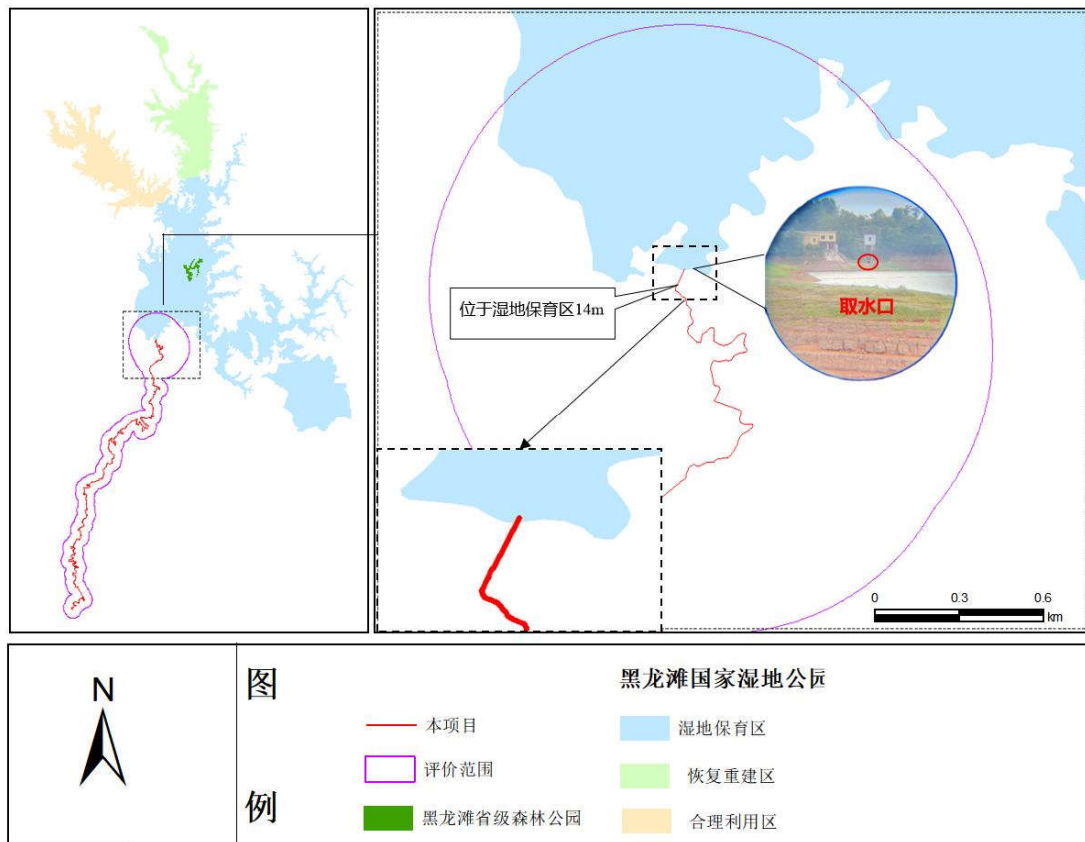 位于湿地保育区14m
取水口
0 0.3 0.6
km
N
图
例
本项目
评价范围
黑龙滩省级森林公园
黑龙滩国家湿地公园
湿地保育区
恢复重建区
合理利用区